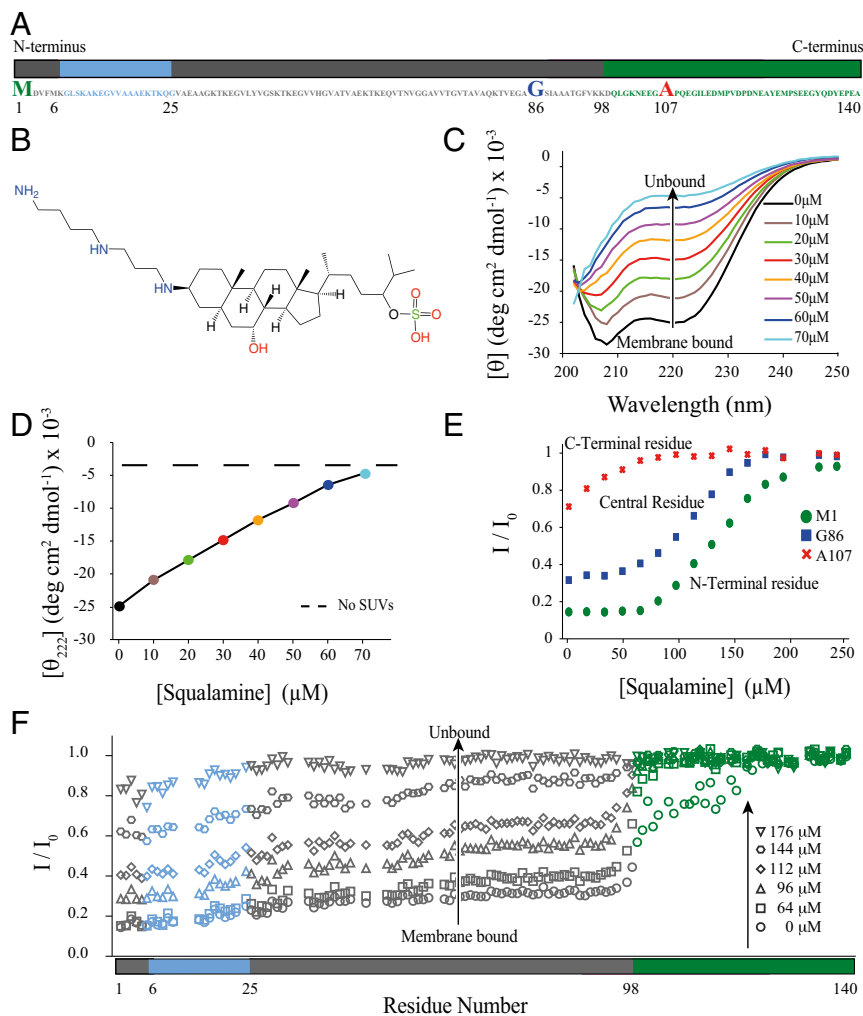 A
N-terminus
C-terminus
MDVFMKGLSKAKEGVVAAAEKTKQGVAEAAGKTKEGVLYVGSKTKEGVVHGVATVAEKTKEQVTNVGGAVVTGVTAVAQKTVEGAGSIAAATGFVKKDQLGKNEEGAPQEGILEDMPVDPDNEAYEMPSEEGYQDYEPEA
1 6 25 86 98 107 140
B
NH2
HN
HN
H
H
H
H
H
OH
O
S
O
O
OH
C
[θ] (deg cm2 dmol-1) x 10-3
0
-5
-10
-15
-20
-25
-30
Unbound
Membrane bound
0μM
10μM
20μM
30μM
40μM
50μM
60μM
70μM
200 210 220 230 240 250
Wavelength (nm)
D
[θ222] (deg cm2 dmol-1) x 10-3
0
-5
-10
-15
-20
-25
-30
No SUVs
0 10 20 30 40 50 60 70
[Squalamine] (μM)
E
I / I0
1
0.8
0.6
0.4
0.2
0
C-Terminal residue
Central Residue
N-Terminal residue
M1
G86
A107
0 50 100 150 200 250
[Squalamine] (μM)
F
I / I0
1.0
0.8
0.6
0.4
0.2
0.0
Unbound
Membrane bound
176 μM
144 μM
112 μM
96 μM
64 μM
0 μM
1 6 25 98 140
Residue Number